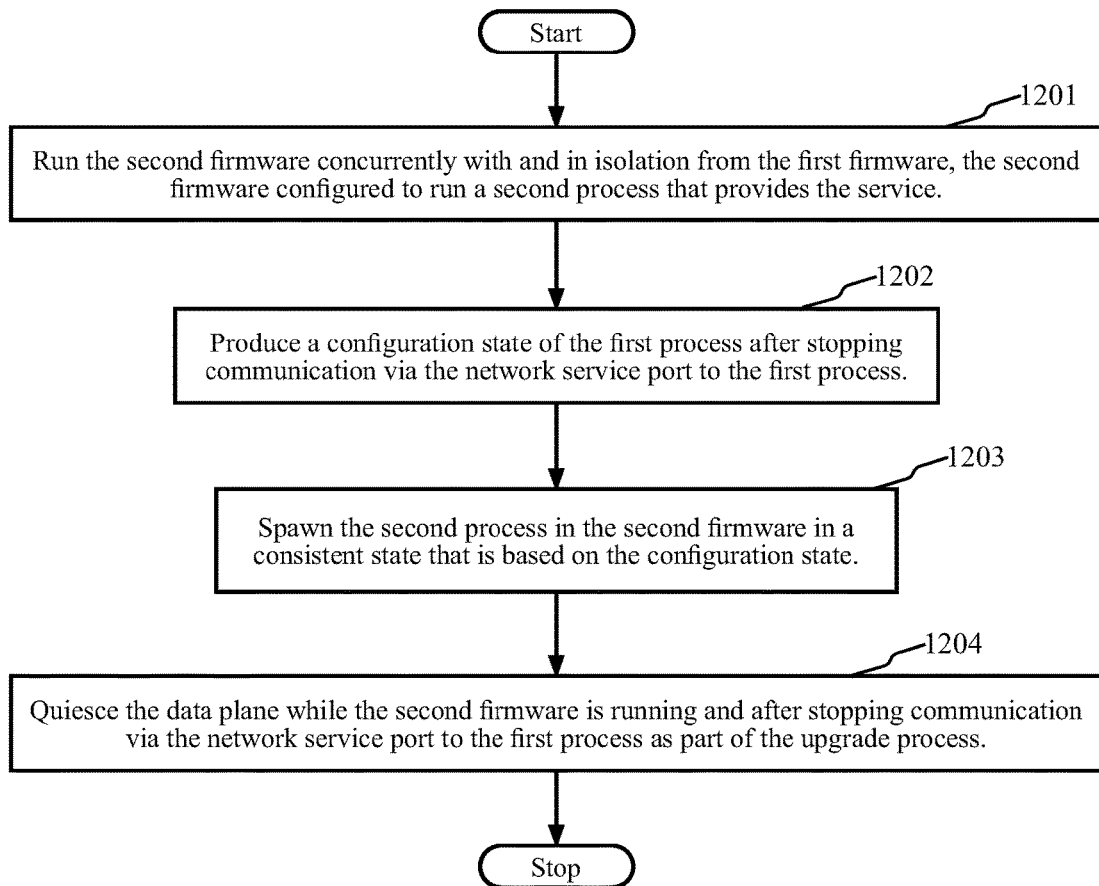 Start
1201
Run the second firmware concurrently with and in isolation from the first firmware, the second
firmware configured to run a second process that provides the service.
1202
Produce a configuration state of the first process after stopping
communication via the network service port to the first process.
1203
Spawn the second process in the second firmware in a
consistent state that is based on the configuration state.
1204
Quiesce the data plane while the second firmware is running and after stopping communication
via the network service port to the first process as part of the upgrade process.
Stop